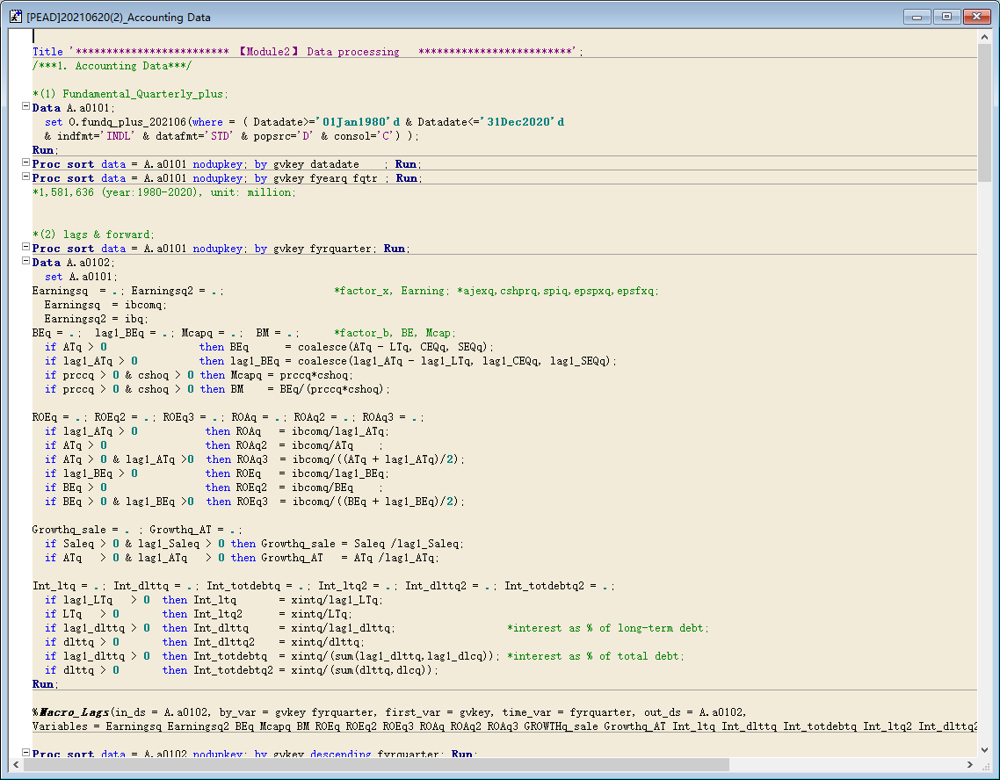 [PEAD]20210620(2)_Accounting Data
Title '************************* 【Module2】 Data processing   *************************';
/***1. Accounting Data***/
*(1) Fundamental_Quarterly_plus;
Data A.a0101;
set O.fundq_plus_202106(where = ( Datadate>='01Jan1980'd & Datadate<='31Dec2020'd
& indfmt='INDL' & datafmt='STD' & popsrc='D' & consol='C') );
Run;
Proc sort data = A.a0101 nodupkey; by gvkey datadate    ; Run;
Proc sort data = A.a0101 nodupkey; by gvkey fyearq fqtr ; Run;
*1,581,636 (year:1980-2020), unit: million;
*(2) lags & forward;
Proc sort data = A.a0101 nodupkey; by gvkey fyrquarter; Run;
Data A.a0102;
set A.a0101;
Earningsq  = .; Earningsq2 = .;                  *factor_x, Earning; *ajexq,cshprq,spiq,epspxq,epsfxq;
Earningsq  = ibcomq;
Earningsq2 = ibq;
BEq = .;  lag1_BEq = .; Mcapq = .;  BM = .;      *factor_b, BE, Mcap;
if ATq > 0               then BEq      = coalesce(ATq - LTq, CEQq, SEQq);
if lag1_ATq > 0          then lag1_BEq = coalesce(lag1_ATq - lag1_LTq, lag1_CEQq, lag1_SEQq);
if prccq > 0 & cshoq > 0 then Mcapq = prccq*cshoq;
if prccq > 0 & cshoq > 0 then BM    = BEq/(prccq*cshoq);
ROEq = .; ROEq2 = .; ROEq3 = .; ROAq = .; ROAq2 = .; ROAq3 = .;
if lag1_ATq > 0           then ROAq   = ibcomq/lag1_ATq;
if ATq > 0                then ROAq2  = ibcomq/ATq    ;
if ATq > 0 & lag1_ATq >0  then ROAq3  = ibcomq/((ATq + lag1_ATq)/2);
if lag1_BEq > 0           then ROEq   = ibcomq/lag1_BEq;
if BEq > 0                then ROEq2  = ibcomq/BEq    ;
if BEq > 0 & lag1_BEq >0  then ROEq3  = ibcomq/((BEq + lag1_BEq)/2);
Growthq_sale = . ; Growthq_AT = .;
if Saleq > 0 & lag1_Saleq > 0 then Growthq_sale = Saleq /lag1_Saleq;
if ATq   > 0 & lag1_ATq   > 0 then Growthq_AT   = ATq /lag1_ATq;
Int_ltq = .; Int_dlttq = .; Int_totdebtq = .; Int_ltq2 = .; Int_dlttq2 = .; Int_totdebtq2 = .;
if lag1_LTq   > 0  then Int_ltq       = xintq/lag1_LTq;
if LTq   > 0       then Int_ltq2      = xintq/LTq;
if lag1_dlttq > 0  then Int_dlttq     = xintq/lag1_dlttq;                  *interest as % of long-term debt;
if dlttq > 0       then Int_dlttq2    = xintq/dlttq;
if lag1_dlttq > 0  then Int_totdebtq  = xintq/(sum(lag1_dlttq,lag1_dlcq)); *interest as % of total debt;
if dlttq > 0       then Int_totdebtq2 = xintq/(sum(dlttq,dlcq));
Run;
%Macro_Lags(in_ds = A.a0102, by_var = gvkey fyrquarter, first_var = gvkey, time_var = fyrquarter, out_ds = A.a0102,
Variables = Earningsq Earningsq2 BEq Mcapq BM ROEq ROEq2 ROEq3 ROAq ROAq2 ROAq3 GROWTHq_sale Growthq_AT Int_ltq Int_dlttq Int_totdebtq Int_ltq2 Int_dlttq2
Proc sort data = A.a0102 nodupkey; by gvkey descending fyrquarter; Run;